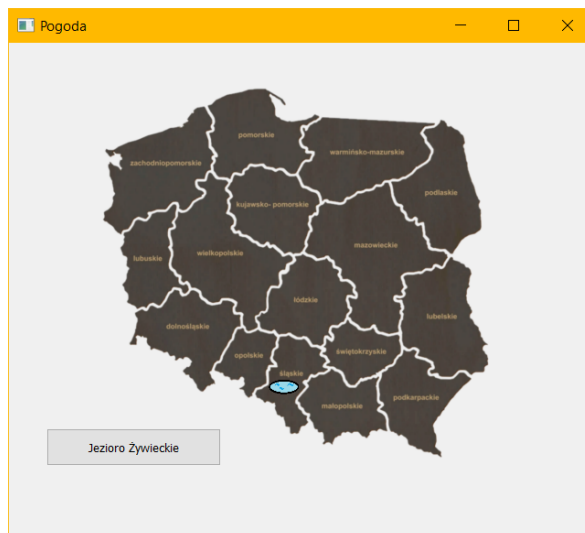 Pogoda
pomorskie
warmińsko-mazurskie
zachodniopomorskie
podlaskie
kujawsko- pomorskie
mazowieckie
wielkopolskie
lubuskie
łódzkie
lubelskie
dolnośląskie
świętokrzyskie
opolskie
śląskie
podkarpackie
małopolskie
Jezioro Żywieckie